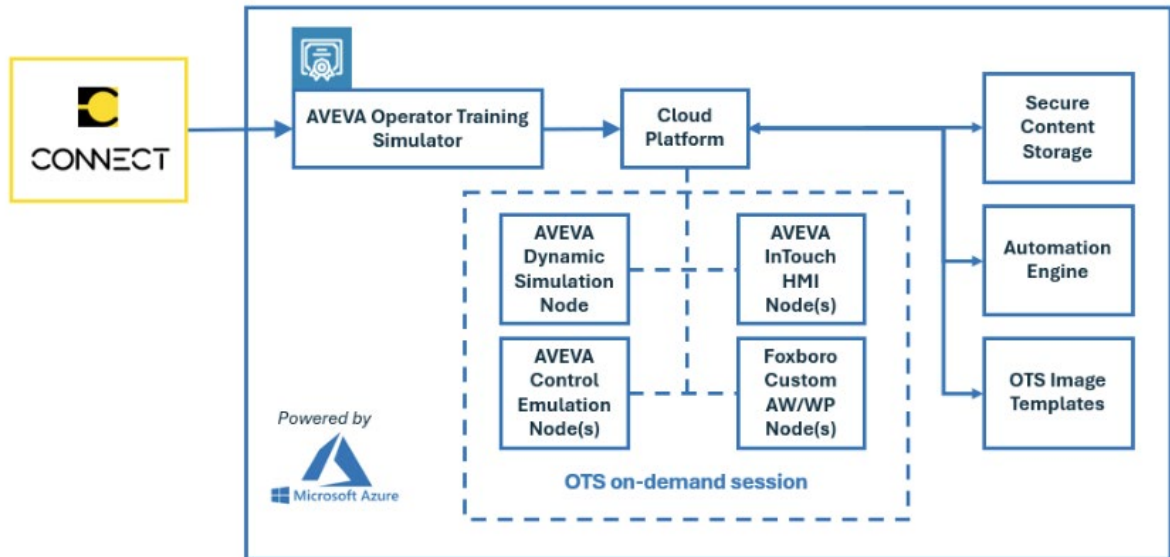 CONNECT
AVEVA Operator Training
Simulator
Cloud
Platform
Secure
Content
Storage
AVEVA
Dynamic
Simulation
Node
AVEVA
InTouch
HMI
Node(s)
Automation
Engine
AVEVA
Control
Emulation
Node(s)
Foxboro
Custom
AW/WP
Node(s)
OTS Image
Templates
Powered by
Microsoft Azure
OTS on-demand session